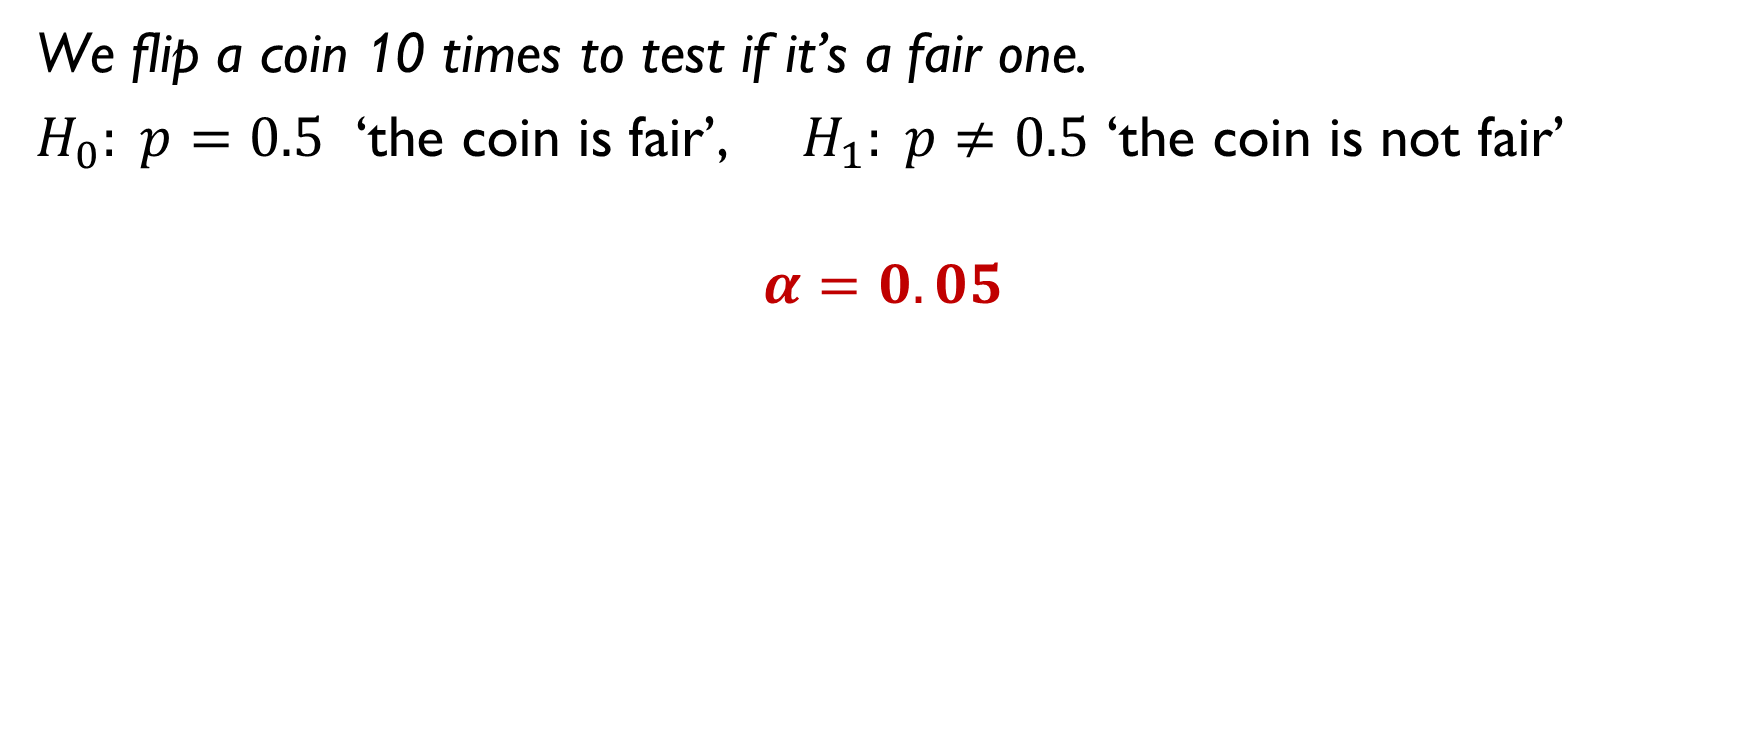 We flip a coin 10 times to test if it’s a fair one.
H₀: p = 0.5 ‘the coin is fair’, H₁: p ≠ 0.5 ‘the coin is not fair’
α = 0.05